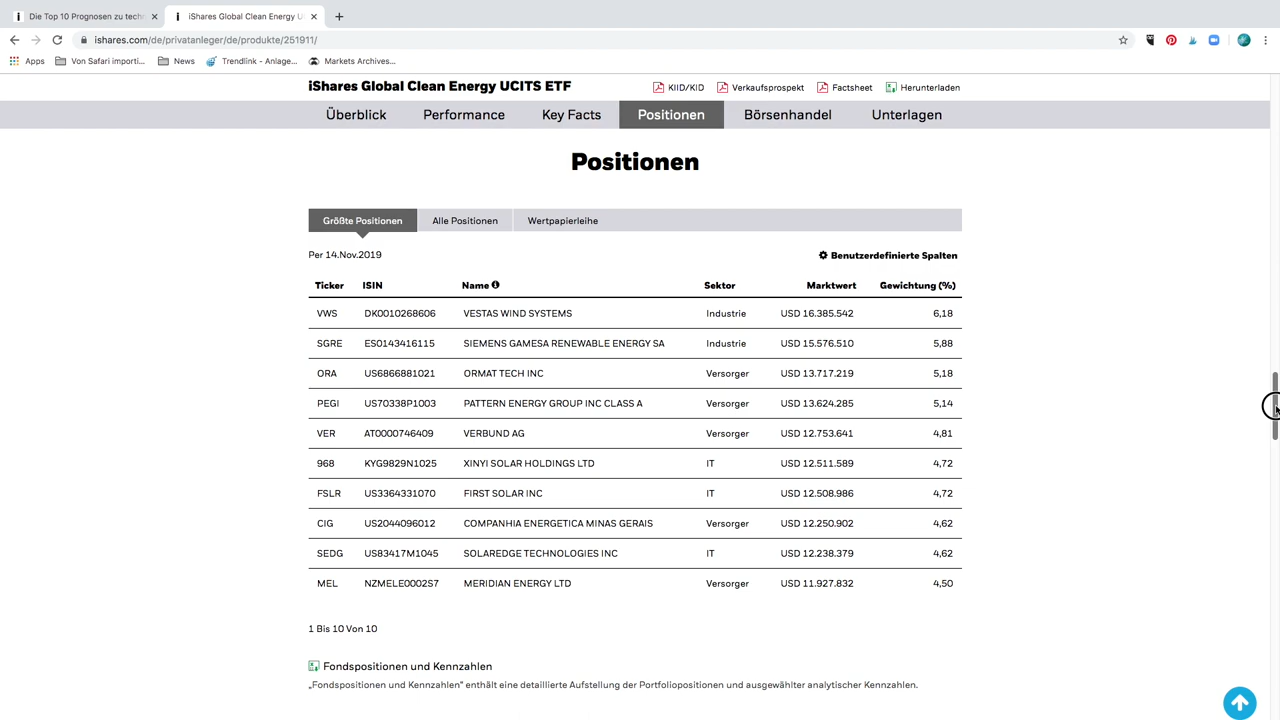 Die Top 10 Prognosen zu techn
iShares Global Clean Energy U
ishares.com/de/privatanleger/de/produkte/251911/
Apps Von Safari importi... News Trendlink - Anlage... Markets Archives...
iShares Global Clean Energy UCITS ETF KIID/KID Verkaufsprospekt Factsheet Herunterladen
Überblick Performance Key Facts Positionen Börsenhandel Unterlagen
Positionen
Größte Positionen Alle Positionen Wertpapierleihe
Per 14.Nov.2019 Benutzerdefinierte Spalten
Ticker ISIN Name Sektor Marktwert Gewichtung (%)
VWS DK0010268606 VESTAS WIND SYSTEMS Industrie USD 16.385.542 6,18
SGRE ES0143416115 SIEMENS GAMESA RENEWABLE ENERGY SA Industrie USD 15.576.510 5,88
ORA US6866881021 ORMAT TECH INC Versorger USD 13.717.219 5,18
PEGI US70338P1003 PATTERN ENERGY GROUP INC CLASS A Versorger USD 13.624.285 5,14
VER AT0000746409 VERBUND AG Versorger USD 12.753.641 4,81
968 KYG9829N1025 XINYI SOLAR HOLDINGS LTD IT USD 12.511.589 4,72
FSLR US3364331070 FIRST SOLAR INC IT USD 12.508.986 4,72
CIG US2044096012 COMPANHIA ENERGETICA MINAS GERAIS Versorger USD 12.250.902 4,62
SEDG US83417M1045 SOLAREDGE TECHNOLOGIES INC IT USD 12.238.379 4,62
MEL NZMELE0002S7 MERIDIAN ENERGY LTD Versorger USD 11.927.832 4,50
1 Bis 10 Von 10
Fondspositionen und Kennzahlen
„Fondspositionen und Kennzahlen“ enthält eine detaillierte Aufstellung der Portfoliopositionen und ausgewählter analytischer Kennzahlen.